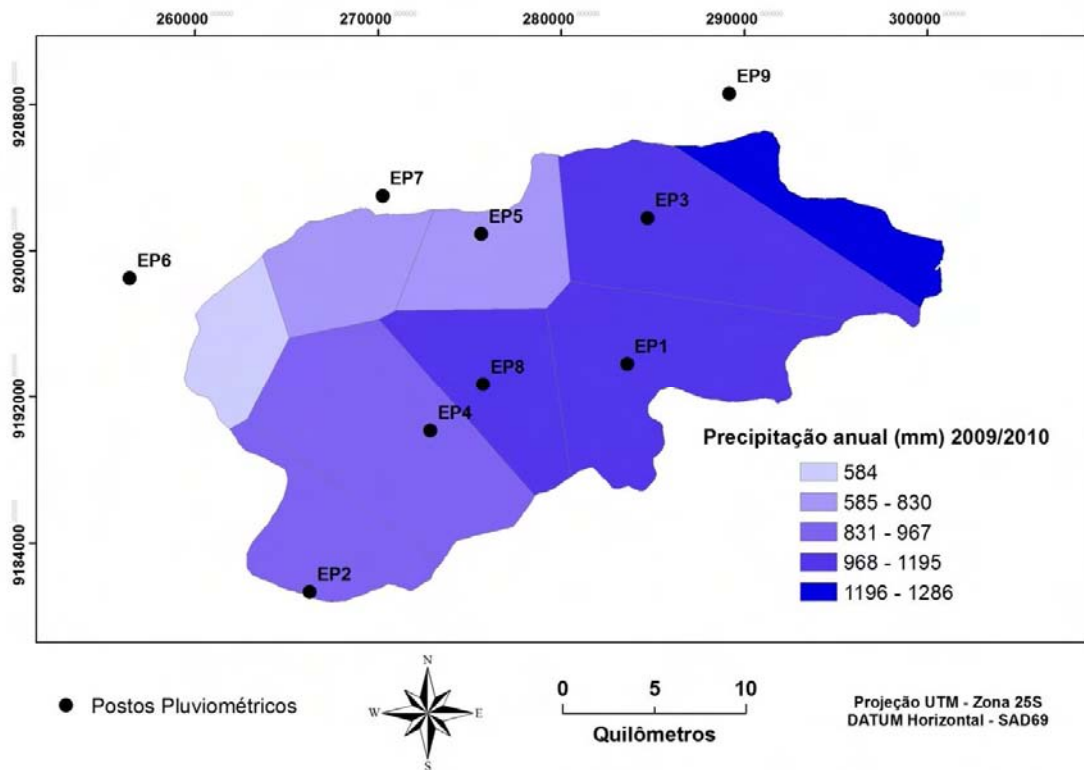 260000 270000 280000 290000 300000
9208000
9200000
9192000
9184000
EP9
EP7
EP3
EP5
EP6
EP1
EP8
EP4
EP2
Precipitação anual (mm) 2009/2010
584
585 - 830
831 - 967
968 - 1195
1196 - 1286
Postos Pluviométricos
N
W E
S
0 5 10
Quilômetros
Projeção UTM - Zona 25S
DATUM Horizontal - SAD69